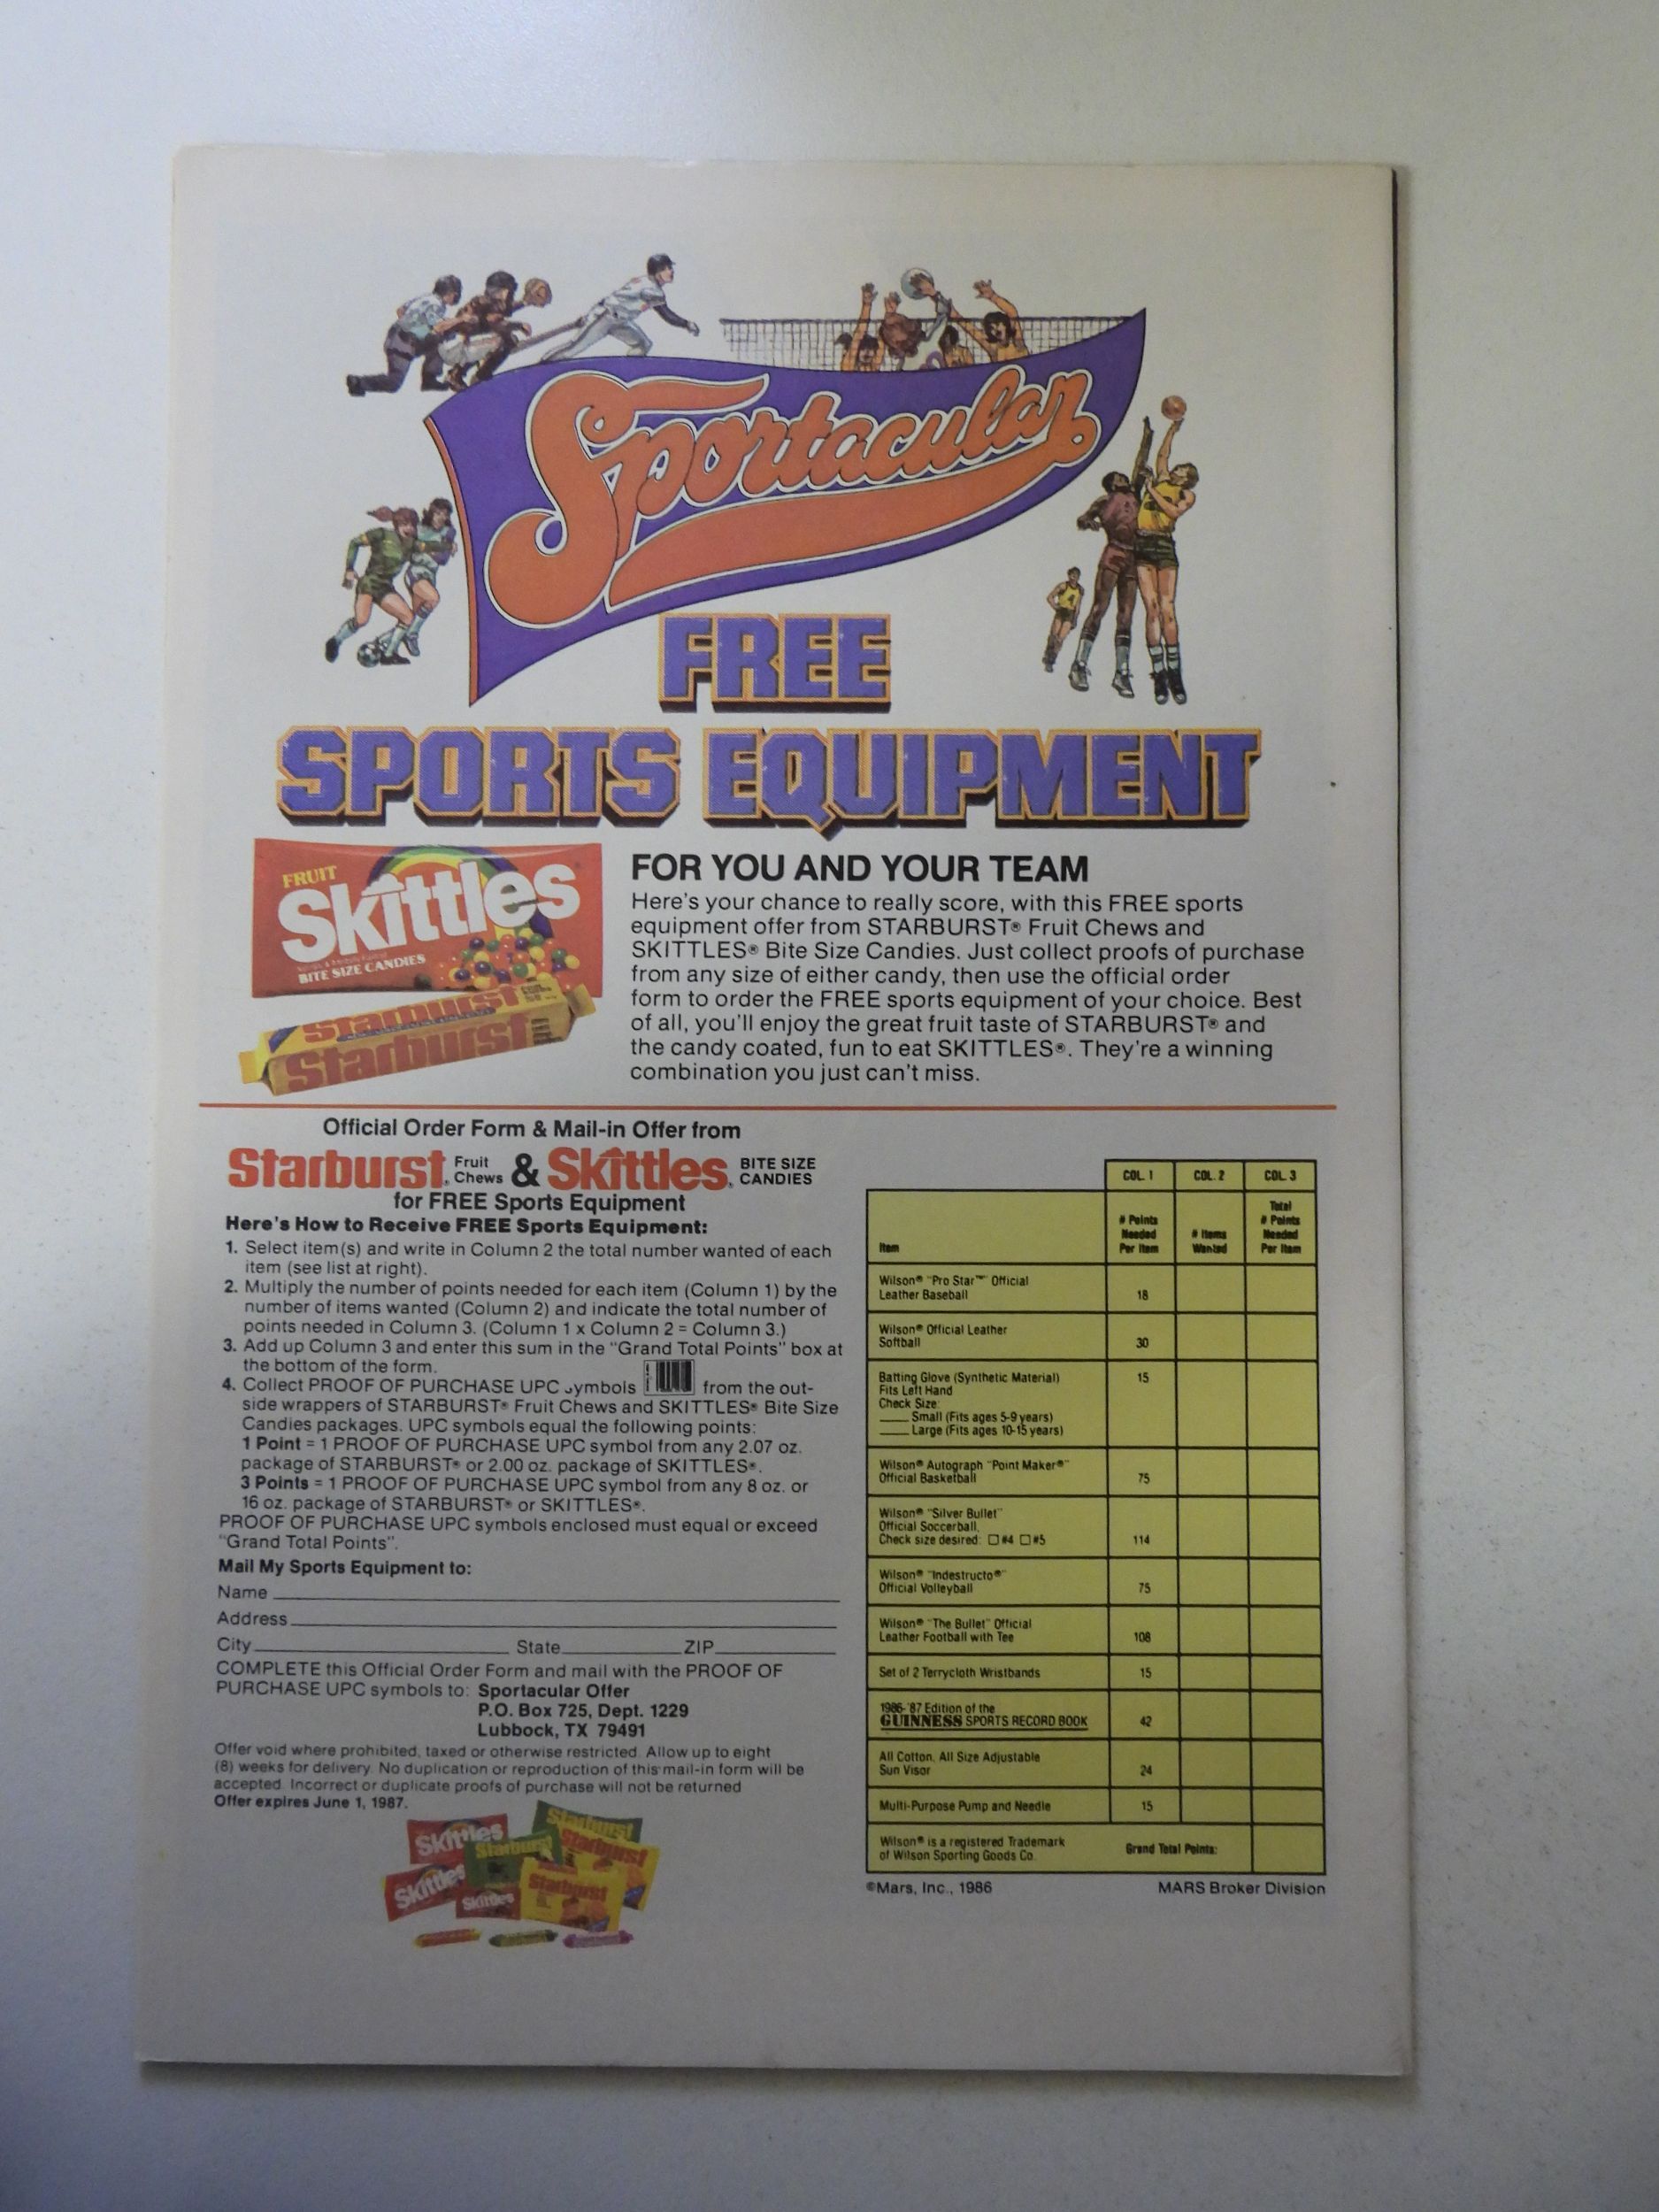 Sportacular
FREE
SPORTS EQUIPMENT
FRUIT
Skittles
BITE SIZE CANDIES
Starburst
Starburst
FOR YOU AND YOUR TEAM
Here's your chance to really score, with this FREE sports
equipment offer from STARBURST® Fruit Chews and
SKITTLES® Bite Size Candies. Just collect proofs of purchase
from any size of either candy, then use the official order
form to order the FREE sports equipment of your choice. Best
of all, you'll enjoy the great fruit taste of STARBURST® and
the candy coated, fun to eat SKITTLES®. They're a winning
combination you just can't miss.
Official Order Form & Mail-in Offer from
Starburst® Fruit Chews & Skittles® BITE SIZE CANDIES
for FREE Sports Equipment
Here's How to Receive FREE Sports Equipment:
1. Select item(s) and write in Column 2 the total number wanted of each
item (see list at right).
2. Multiply the number of points needed for each item (Column 1) by the
number of items wanted (Column 2) and indicate the total number of
points needed in Column 3. (Column 1 x Column 2 = Column 3.)
3. Add up Column 3 and enter this sum in the "Grand Total Points" box at
the bottom of the form.
4. Collect PROOF OF PURCHASE UPC symbols from the out-
side wrappers of STARBURST® Fruit Chews and SKITTLES® Bite Size
Candies packages. UPC symbols equal the following points:
1 Point = 1 PROOF OF PURCHASE UPC symbol from any 2.07 oz.
package of STARBURST® or 2.00 oz. package of SKITTLES®.
3 Points = 1 PROOF OF PURCHASE UPC symbol from any 8 oz. or
16 oz. package of STARBURST® or SKITTLES®.
PROOF OF PURCHASE UPC symbols enclosed must equal or exceed
"Grand Total Points".
Mail My Sports Equipment to:
Name
Address
City State ZIP
COMPLETE this Official Order Form and mail with the PROOF OF
PURCHASE UPC symbols to: Sportacular Offer
P.O. Box 725, Dept. 1229
Lubbock, TX 79491
Offer void where prohibited, taxed or otherwise restricted. Allow up to eight
(8) weeks for delivery. No duplication or reproduction of this mail-in form will be
accepted. Incorrect or duplicate proofs of purchase will not be returned
Offer expires June 1, 1987.
Skittles
Starburst
Starburst
Starburst
Skittles
Skittles
Starburst
COL. 1 COL. 2 COL. 3
Item # Points Needed Per Item # Items Wanted Total # Points Needed Per Item
Wilson® "Pro Star™" Official
Leather Baseball 18
Wilson® Official Leather
Softball 30
Batting Glove (Synthetic Material) 15
Fits Left Hand
Check Size:
Small (Fits ages 5-9 years)
Large (Fits ages 10-15 years)
Wilson® Autograph "Point Maker®"
Official Basketball 75
Wilson® "Silver Bullet"
Official Soccerball,
Check size desired: □ #4 □ #5 114
Wilson® "Indestructo®"
Official Volleyball 75
Wilson® "The Bullet" Official
Leather Football with Tee 108
Set of 2 Terrycloth Wristbands 15
1986-'87 Edition of the
GUINNESS SPORTS RECORD BOOK 42
All Cotton, All Size Adjustable
Sun Visor 24
Multi-Purpose Pump and Needle 15
Wilson® is a registered Trademark
of Wilson Sporting Goods Co. Grand Total Points:
©Mars, Inc., 1986 MARS Broker Division